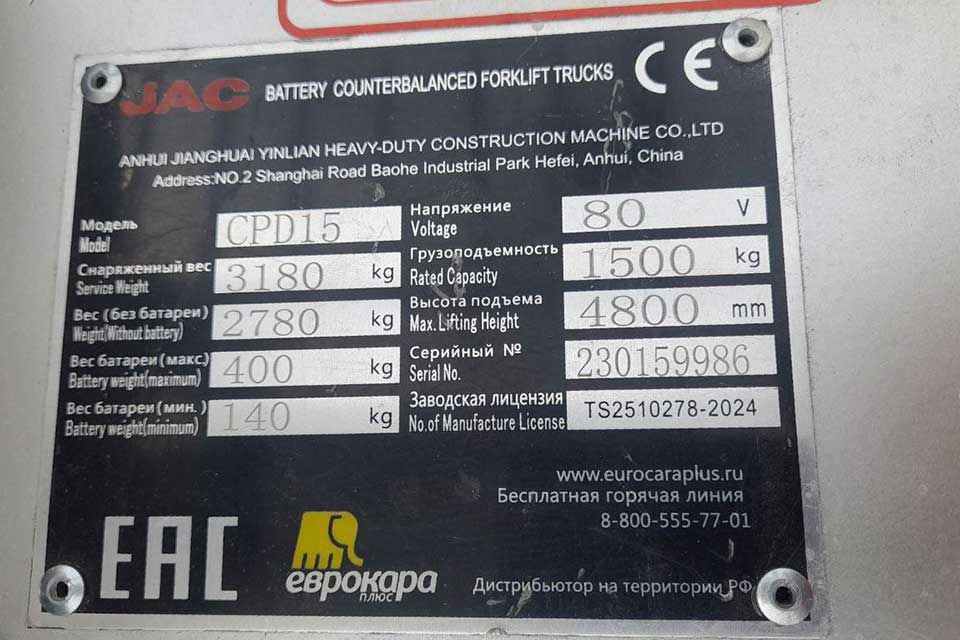 JAC BATTERY COUNTERBALANCED FORKLIFT TRUCKS CE
ANHUI JIANGHUAI YINLIAN HEAVY-DUTY CONSTRUCTION MACHINE CO.,LTD
Address:NO.2 Shanghai Road Baohe Industrial Park Hefei, Anhui, China
Модель
Model
CPD15
Снаряженный вес
Service Weight
3180 kg
Вес (без батареи)
Weight(Without battery)
2780 kg
Вес батареи(макс.)
Battery weight(maximum)
400 kg
Вес батареи(мин.)
Battery weight(minimum)
140 kg
Напряжение
Voltage
80 V
Грузоподъемность
Rated Capacity
1500 kg
Высота подъема
Max. Lifting Height
4800 mm
Серийный №
Serial No.
230159986
Заводская лицензия
No.of Manufacture License
TS2510278-2024
www.eurocaraplus.ru
Бесплатная горячая линия
8-800-555-77-01
EAC
еврокара
плюс
Дистрибьютор на территории РФ